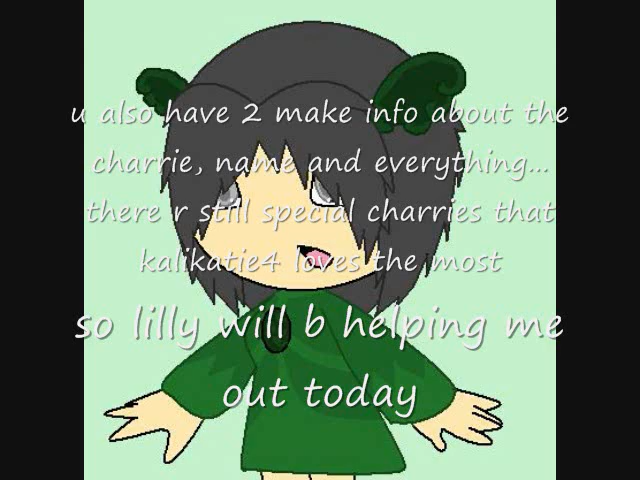 u also have 2 make info about the
charrie, name and everything...
there r still special charries that
kalikatie4 loves the most
so lilly will b helping me
out today